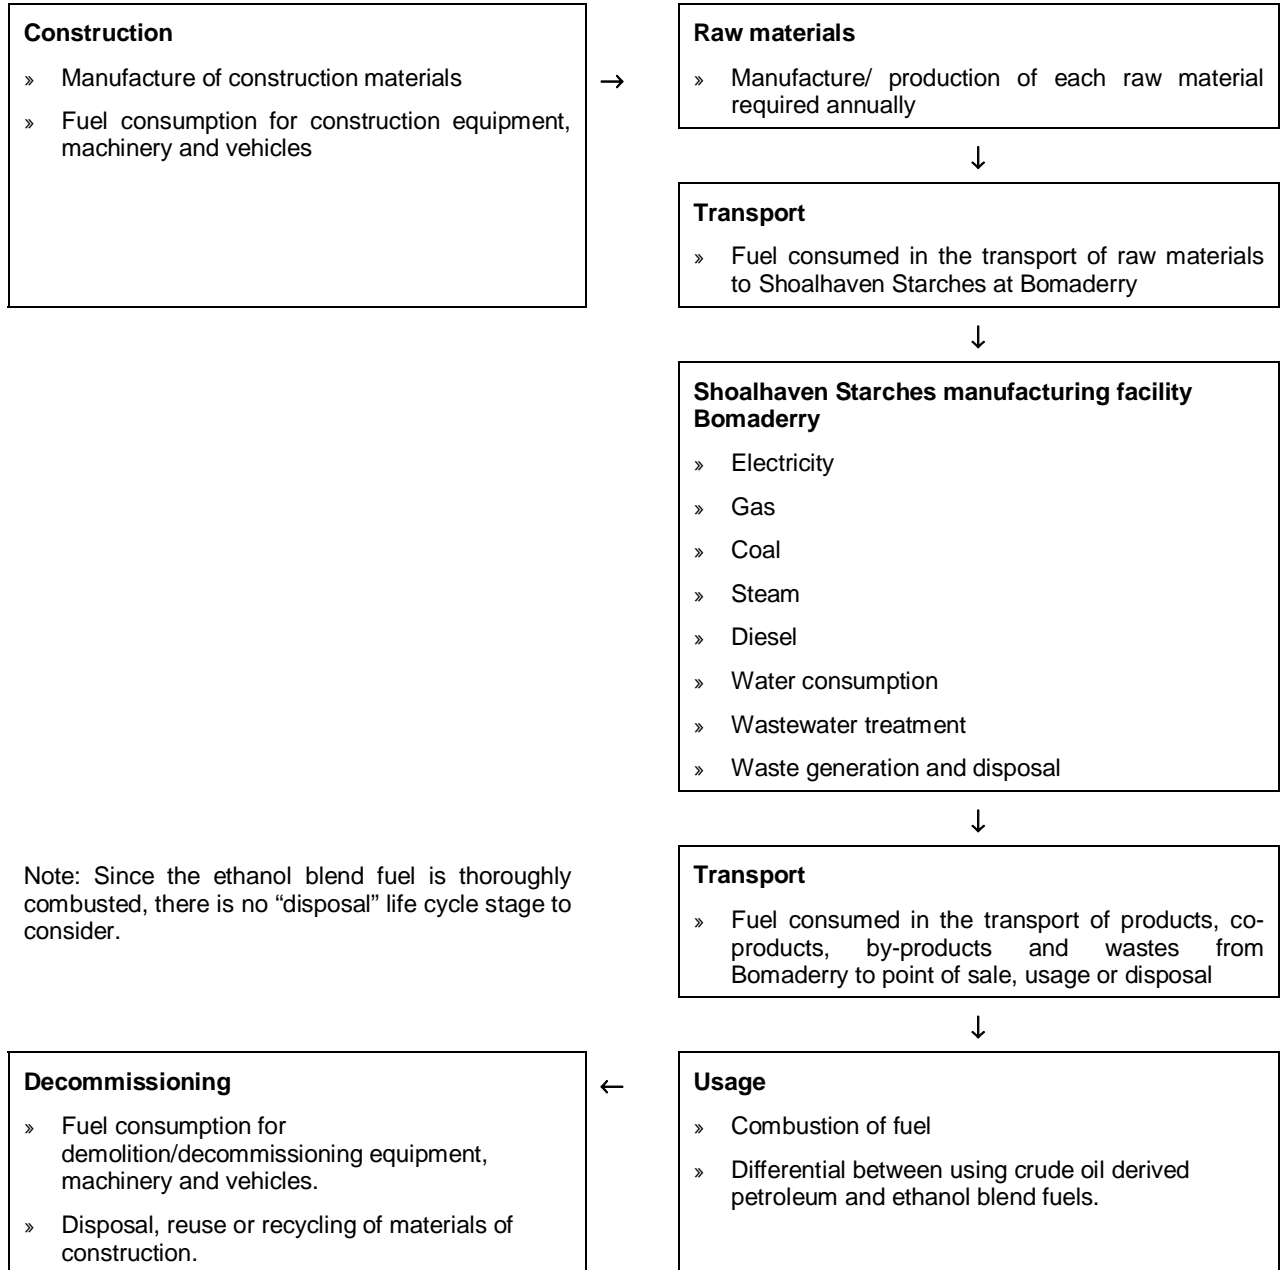 Construction
» Manufacture of construction materials
» Fuel consumption for construction equipment,
machinery and vehicles
→
Raw materials
» Manufacture/ production of each raw material
required annually
↓
Transport
» Fuel consumed in the transport of raw materials
to Shoalhaven Starches at Bomaderry
↓
Shoalhaven Starches manufacturing facility
Bomaderry
» Electricity
» Gas
» Coal
» Steam
» Diesel
» Water consumption
» Wastewater treatment
» Waste generation and disposal
↓
Note: Since the ethanol blend fuel is thoroughly
combusted, there is no “disposal” life cycle stage to
consider.
Transport
» Fuel consumed in the transport of products, co-
products, by-products and wastes from
Bomaderry to point of sale, usage or disposal
↓
Usage
» Combustion of fuel
» Differential between using crude oil derived
petroleum and ethanol blend fuels.
←
Decommissioning
» Fuel consumption for
demolition/decommissioning equipment,
machinery and vehicles.
» Disposal, reuse or recycling of materials of
construction.